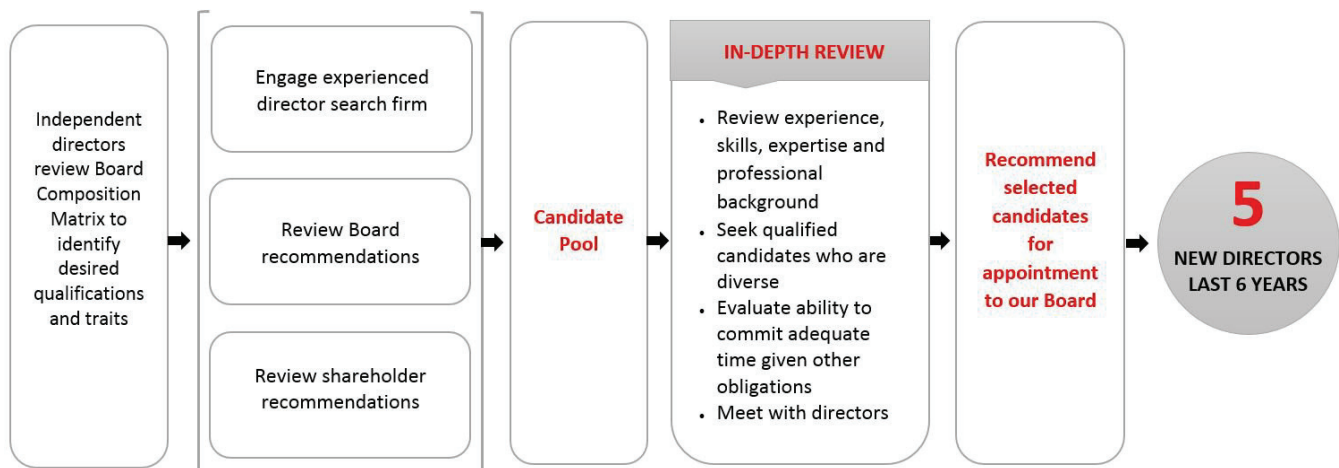 Independent
directors
review Board
Composition
Matrix to
identify
desired
qualifications
and traits
Engage experienced
director search firm
Review Board
recommendations
Review shareholder
recommendations
Candidate
Pool
IN-DEPTH REVIEW
• Review experience,
skills, expertise and
professional
background
• Seek qualified
candidates who are
diverse
• Evaluate ability to
commit adequate
time given other
obligations
• Meet with directors
Recommend
selected
candidates
for
appointment
to our Board
5
NEW DIRECTORS
LAST 6 YEARS